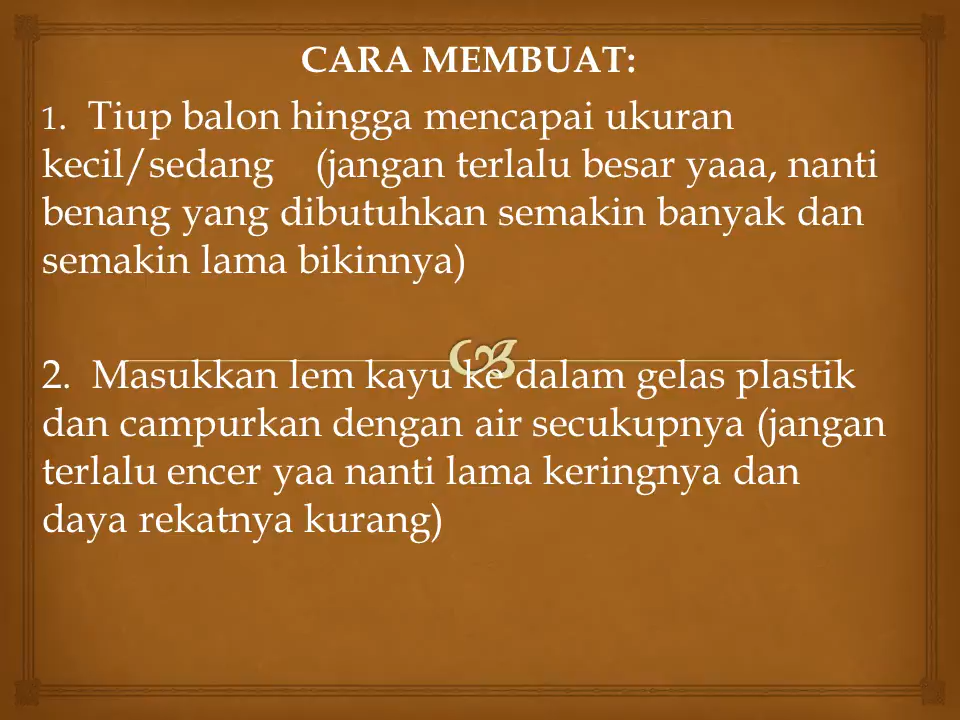 CARA MEMBUAT:
1. Tiup balon hingga mencapai ukuran
kecil/sedang (jangan terlalu besar yaaa, nanti
benang yang dibutuhkan semakin banyak dan
semakin lama bikinnya)
2. Masukkan lem kayu ke dalam gelas plastik
dan campurkan dengan air secukupnya (jangan
terlalu encer yaa nanti lama keringnya dan
daya rekatnya kurang)